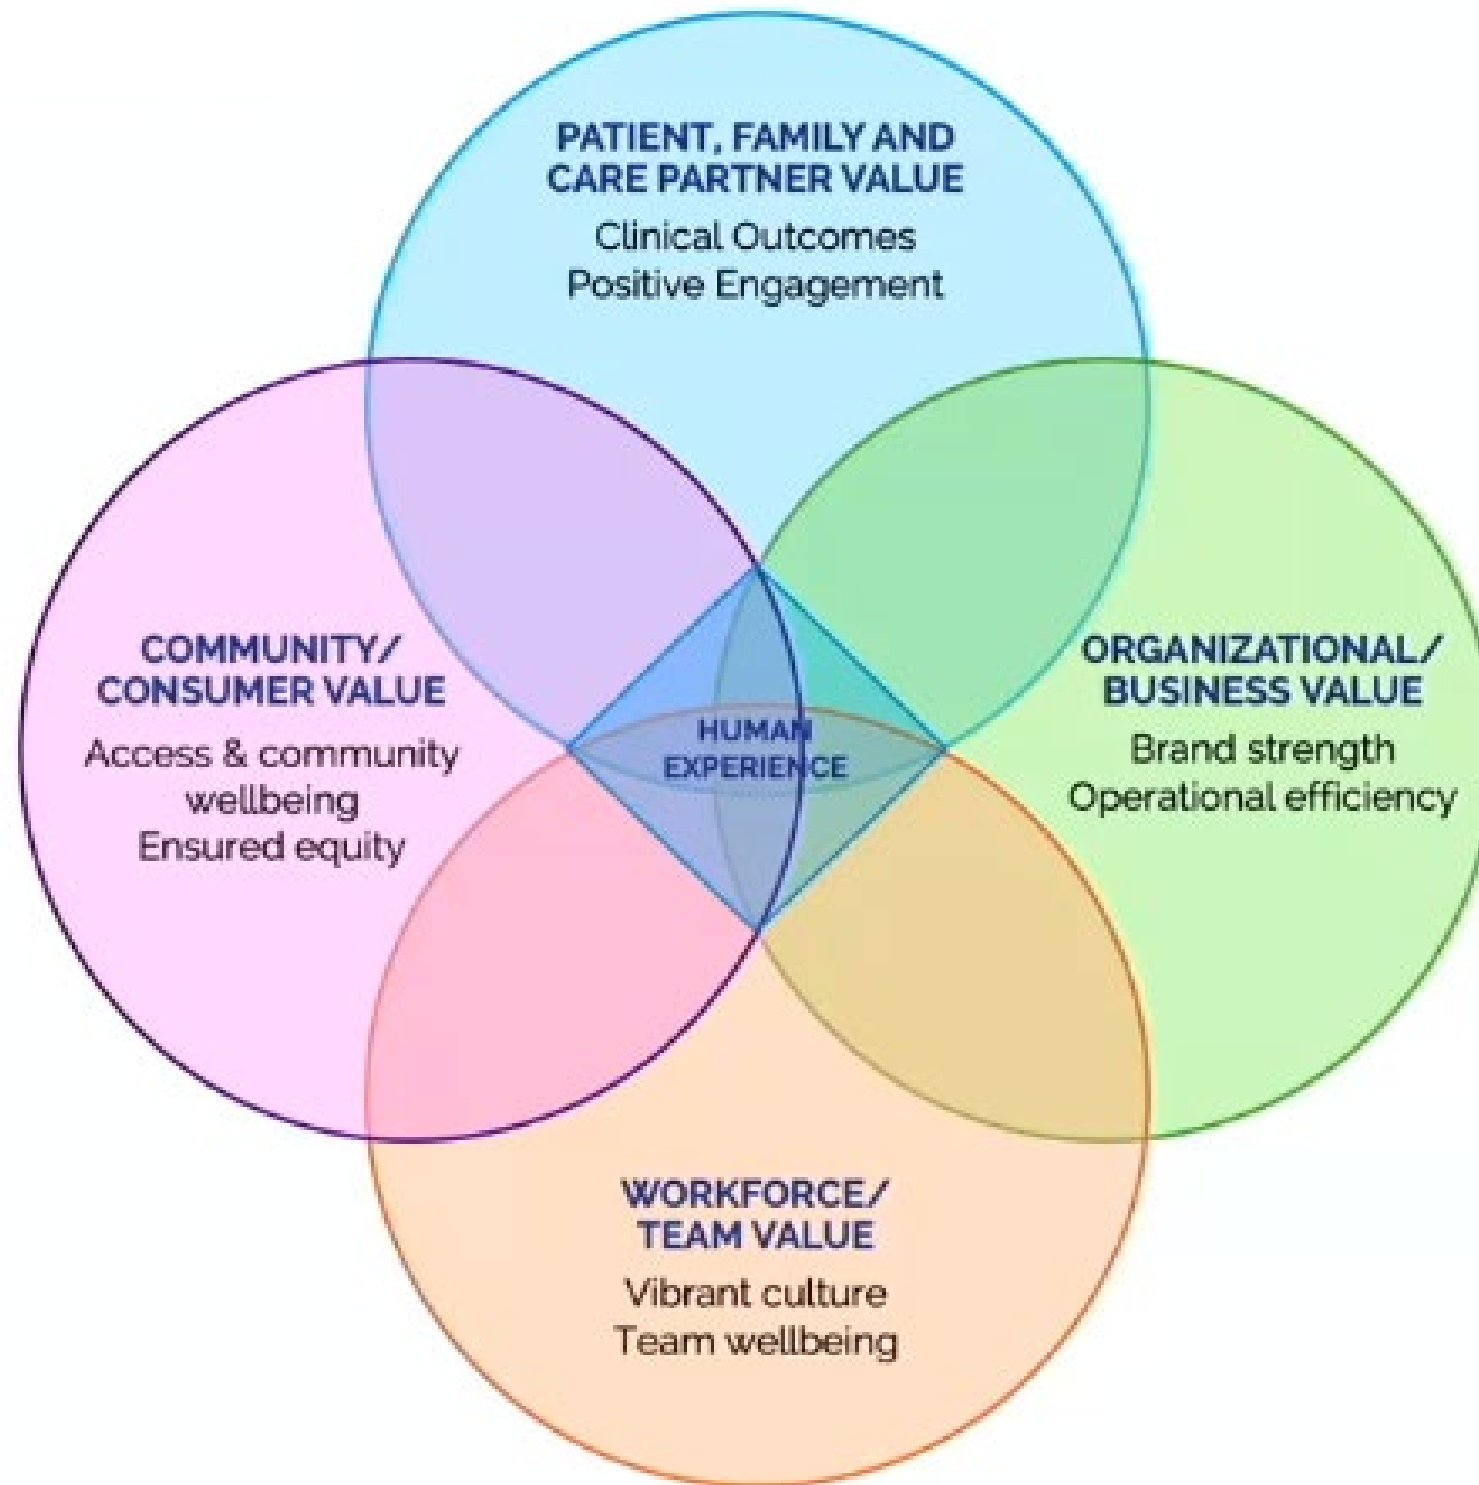 PATIENT, FAMILY AND
CARE PARTNER VALUE
Clinical Outcomes
Positive Engagement
COMMUNITY/
CONSUMER VALUE
Access & community
wellbeing
Ensured equity
HUMAN
EXPERIENCE
ORGANIZATIONAL/
BUSINESS VALUE
Brand strength
Operational efficiency
WORKFORCE/
TEAM VALUE
Vibrant culture
Team wellbeing